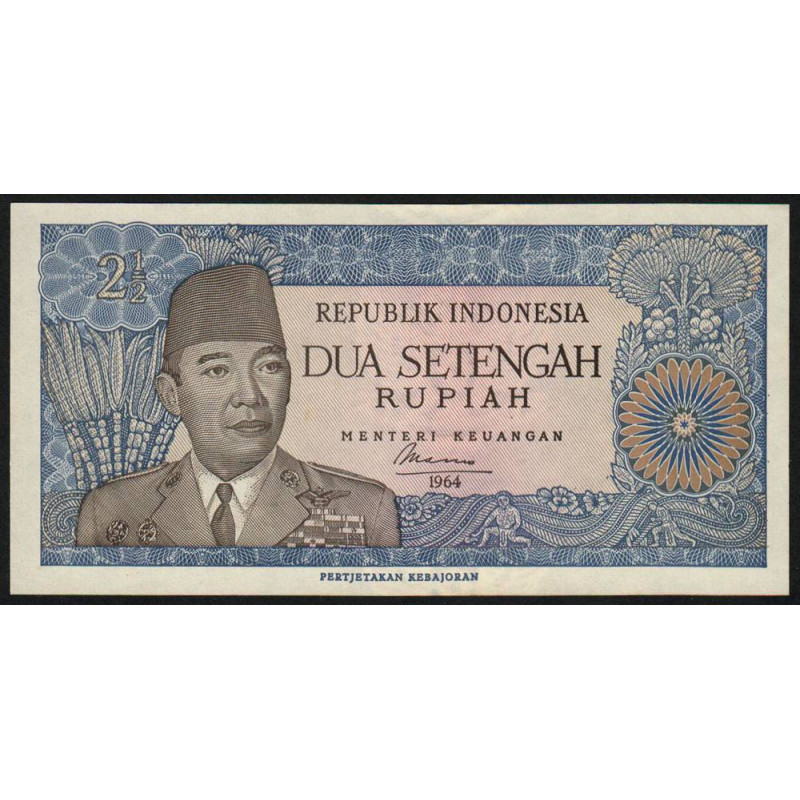 2½
REPUBLIK INDONESIA
DUA SETENGAH
RUPIAH
MENTERI KEUANGAN
1964
PERTJETAKAN KEBAJORAN